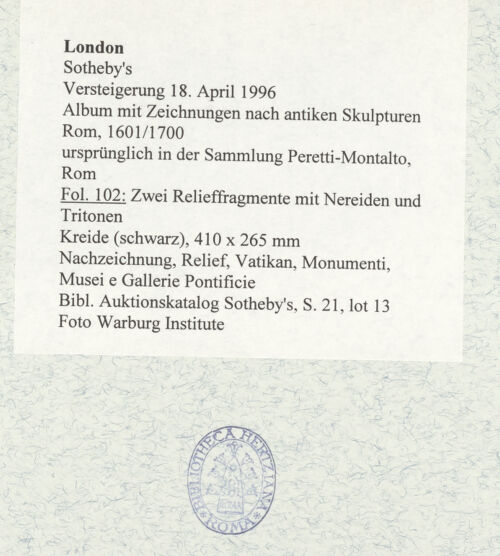 London
Sotheby's
Versteigerung 18. April 1996
Album mit Zeichnungen nach antiken Skulpturen
Rom, 1601/1700
ursprünglich in der Sammlung Peretti-Montalto,
Rom
Fol. 102: Zwei Relieffragmente mit Nereiden und
Tritonen
Kreide (schwarz), 410 x 265 mm
Nachzeichnung, Relief, Vatikan, Monumenti,
Musei e Gallerie Pontificie
Bibl. Auktionskatalog Sotheby's, S. 21, lot 13
Foto Warburg Institute
BIBLIOTHECA HERTZIANA
ROMA